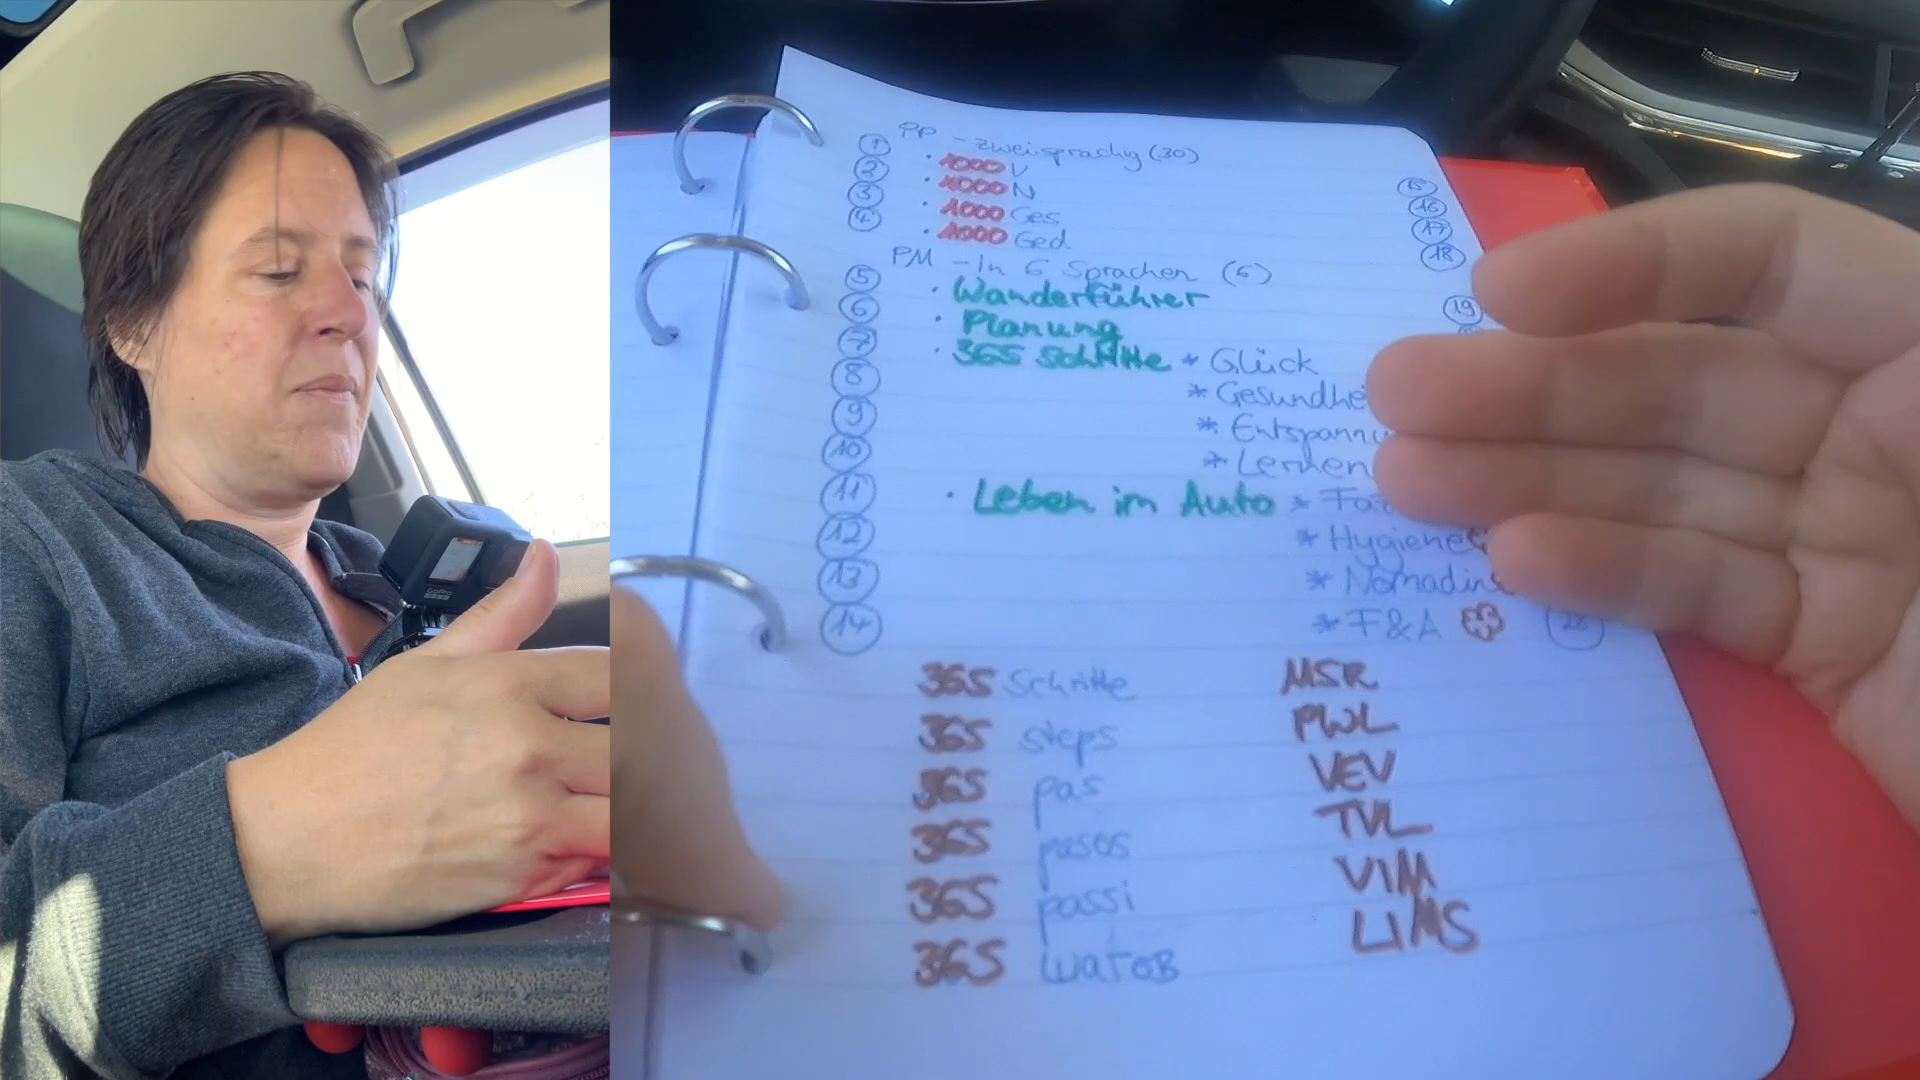 PP - zweisprachig (30)
① • 1000 V ⑮
② • 1000 N ⑯
③ • 1000 Ges ⑰
④ • 1000 Ged ⑱
PM - In 6 Sprachen (6)
⑤ • Wanderführer ⑲
⑥ • Planung
⑦ • 365 Schritte * Glück
⑧ * Gesundhe
⑨ * Entspannu
⑩ * Lernen
⑪ • Leben im Auto *
⑫ * Hygiene
⑬ * Nomadin
⑭ * F&A
365 Schritte MSR
365 steps PWL
365 pas VEV
365 pasos TVL
365 passi VIM
365 шагов LIMS
GoPro